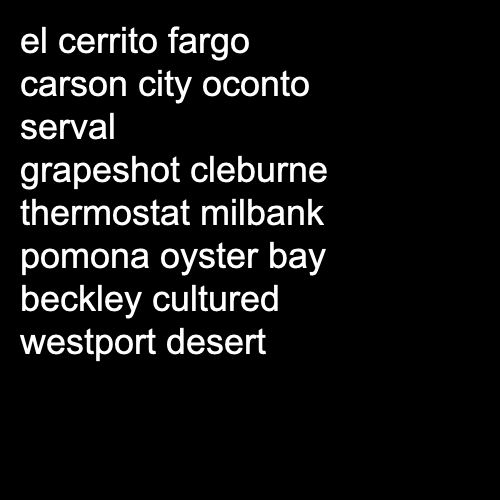 el cerrito fargo
carson city oconto
serval
grapeshot cleburne
thermostat milbank
pomona oyster bay
beckley cultured
westport desert